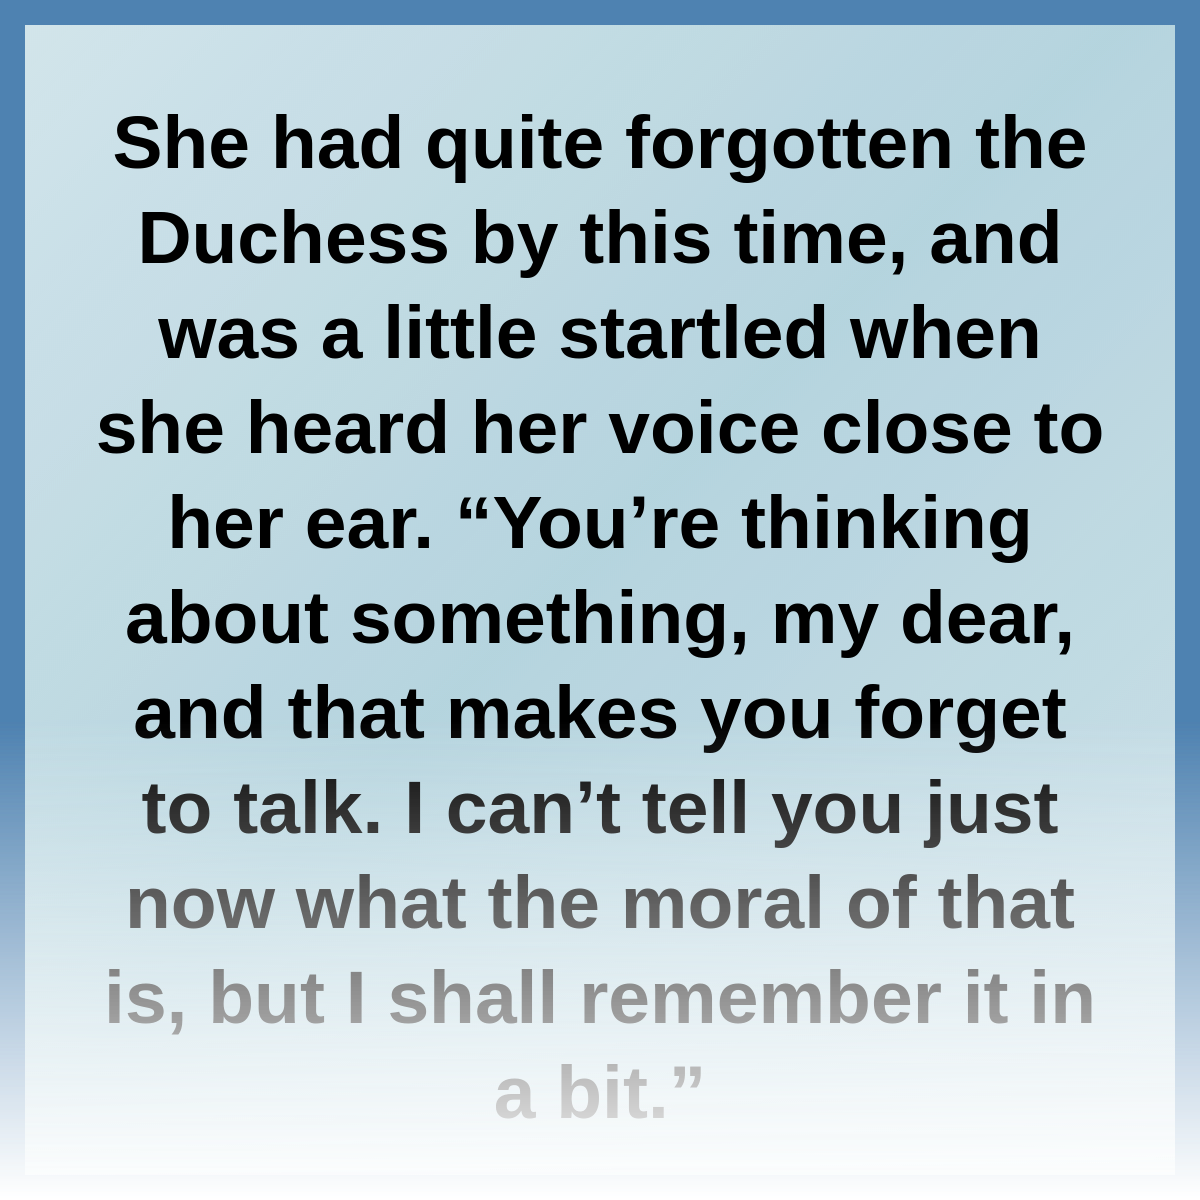 She had quite forgotten the
Duchess by this time, and
was a little startled when
she heard her voice close to
her ear. “You’re thinking
about something, my dear,
and that makes you forget
to talk. I can’t tell you just
now what the moral of that
is, but I shall remember it in
a bit.”